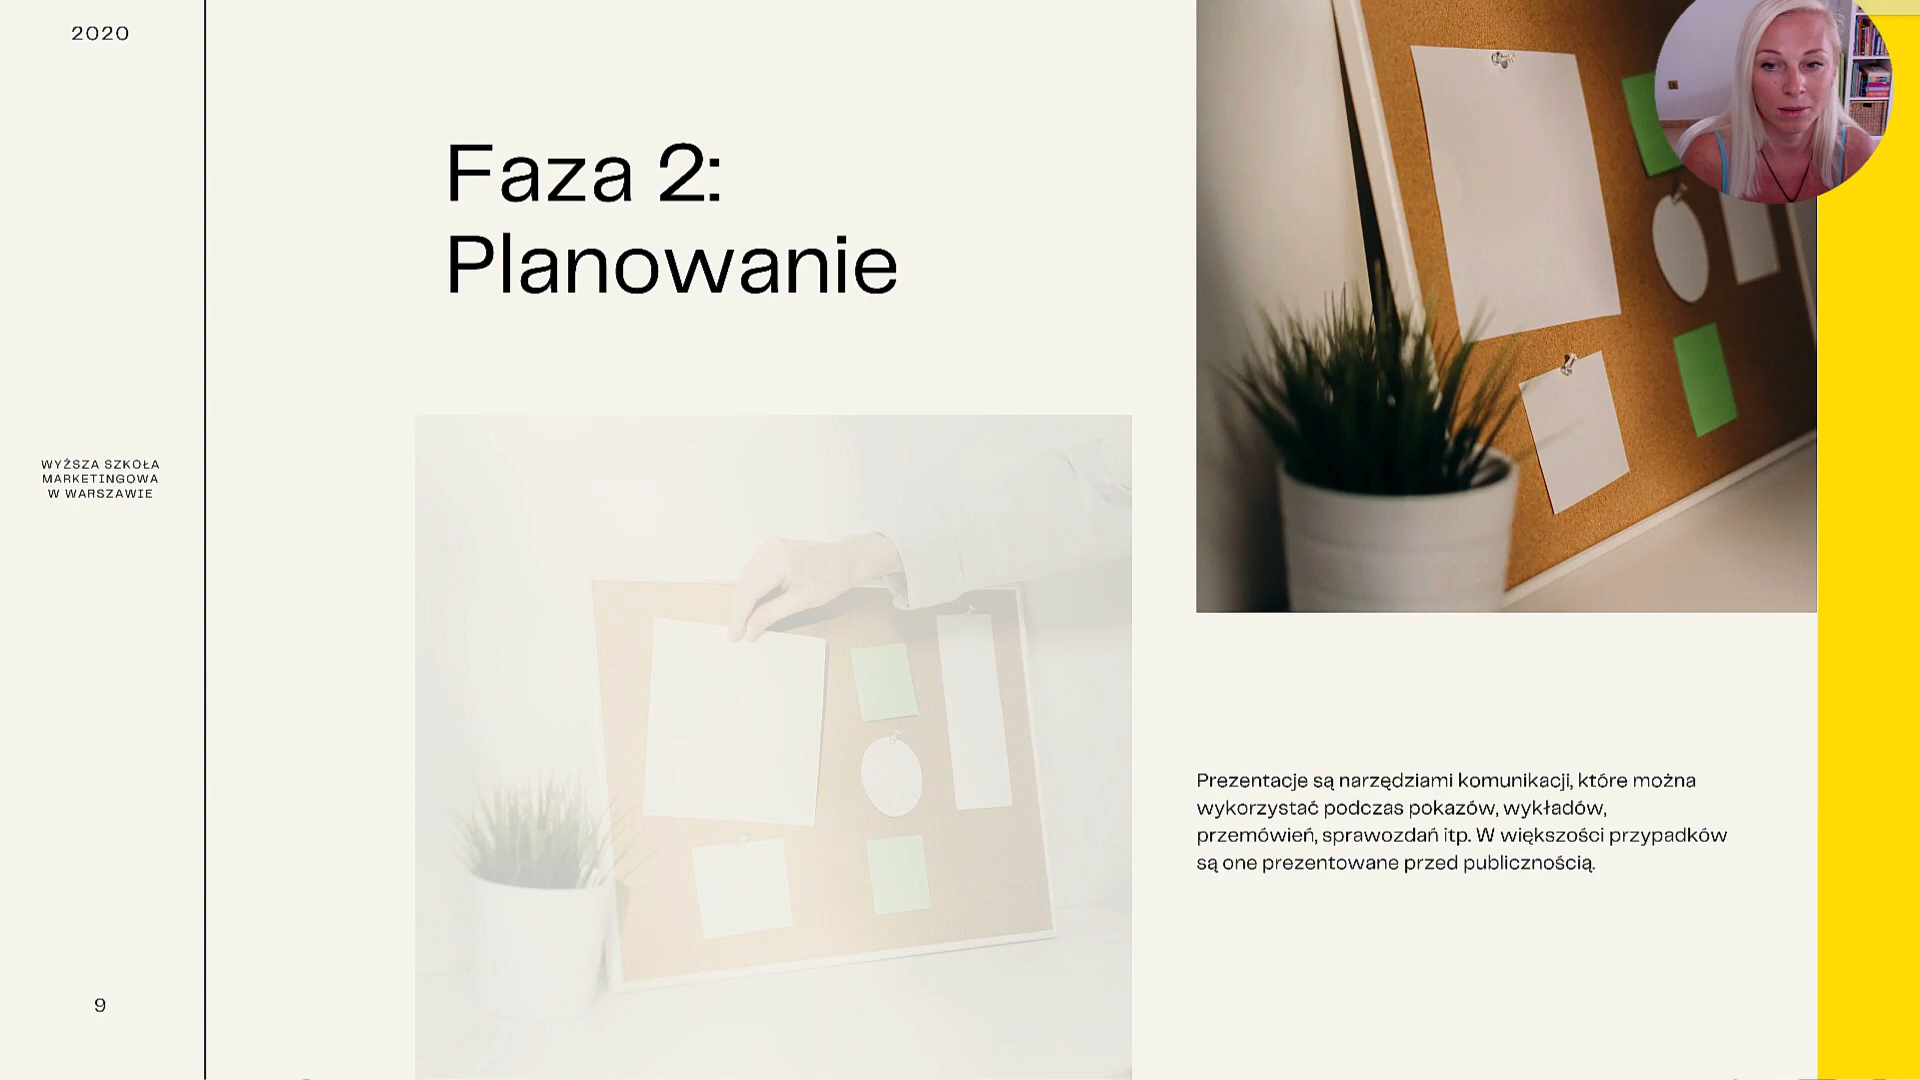 2020
Faza 2:
Planowanie
WYŻSZA SZKOŁA
MARKETINGOWA
W WARSZAWIE
Prezentacje są narzędziami komunikacji, które można
wykorzystać podczas pokazów, wykładów,
przemówień, sprawozdań itp. W większości przypadków
są one prezentowane przed publicznością.
9